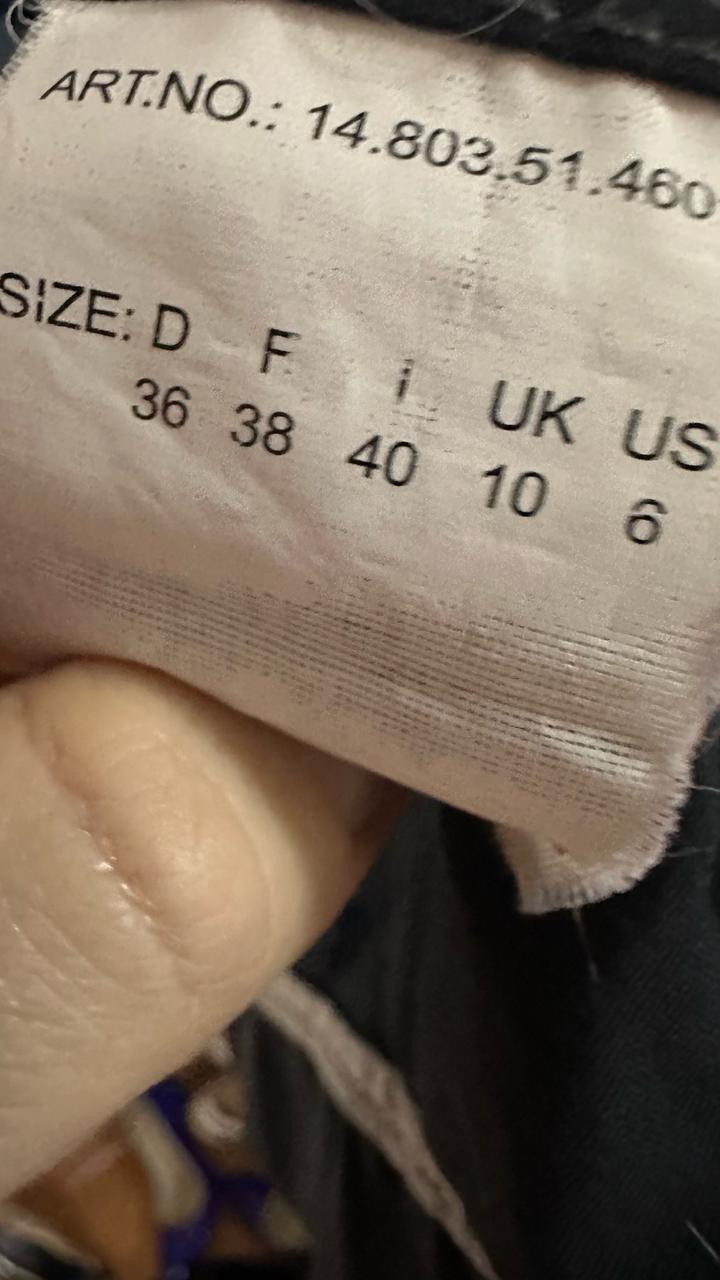 ART.NO.: 14.803.51.460
SIZE: D F i UK US
36 38 40 10 6